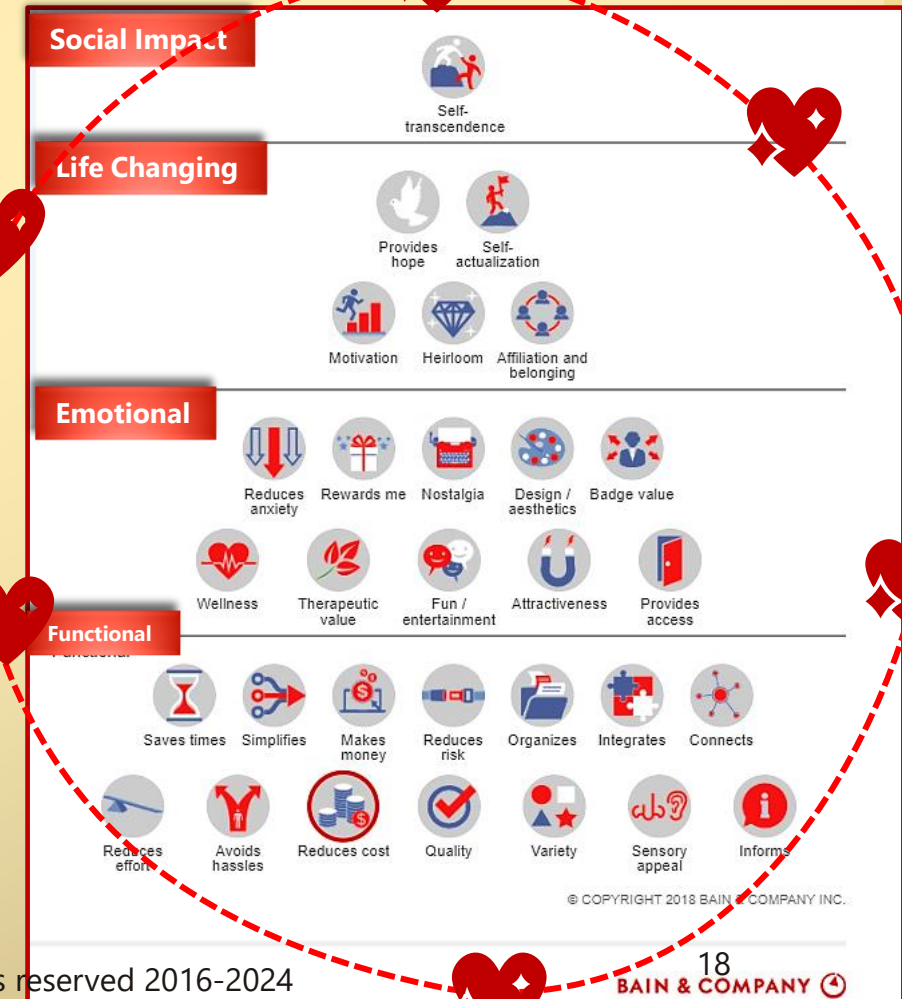 Social Impact
Self-
transcendence
Life Changing
Provides
hope
Self-
actualization
Motivation
Heirloom
Affiliation and
belonging
Emotional
Reduces
anxiety
Rewards me
Nostalgia
Design /
aesthetics
Badge value
Wellness
Therapeutic
value
Fun /
entertainment
Attractiveness
Provides
access
Functional
Saves times
Simplifies
Makes
money
Reduces
risk
Organizes
Integrates
Connects
Reduces
effort
Avoids
hassles
Reduces cost
Quality
Variety
Sensory
appeal
Informs
© COPYRIGHT 2018 BAIN & COMPANY INC.
s reserved 2016-2024
18
BAIN & COMPANY